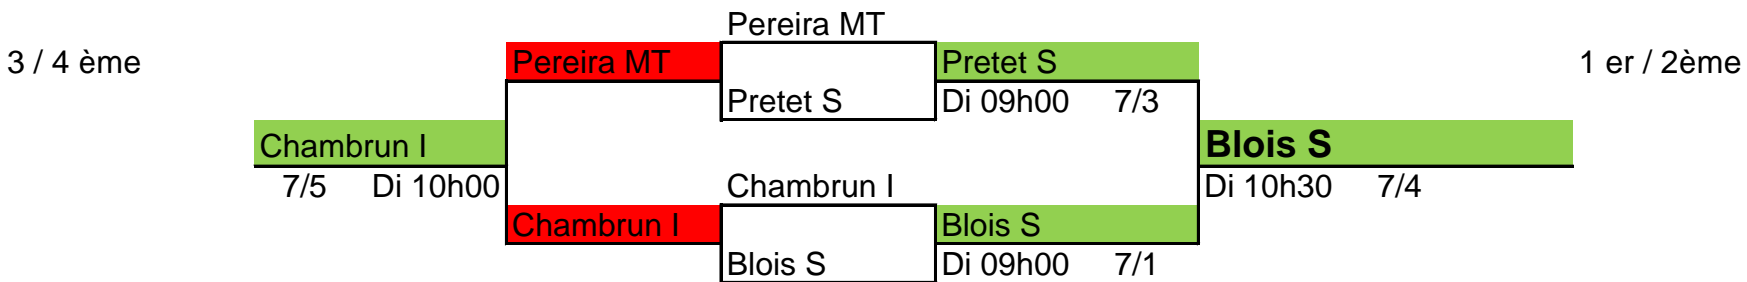 Pereira MT
3 / 4 ème Pereira MT Pretet S 1 er / 2ème
Pretet S Di 09h00 7/3
Chambrun I Blois S
7/5 Di 10h00 Chambrun I Di 10h30 7/4
Chambrun I Blois S
Blois S Di 09h00 7/1